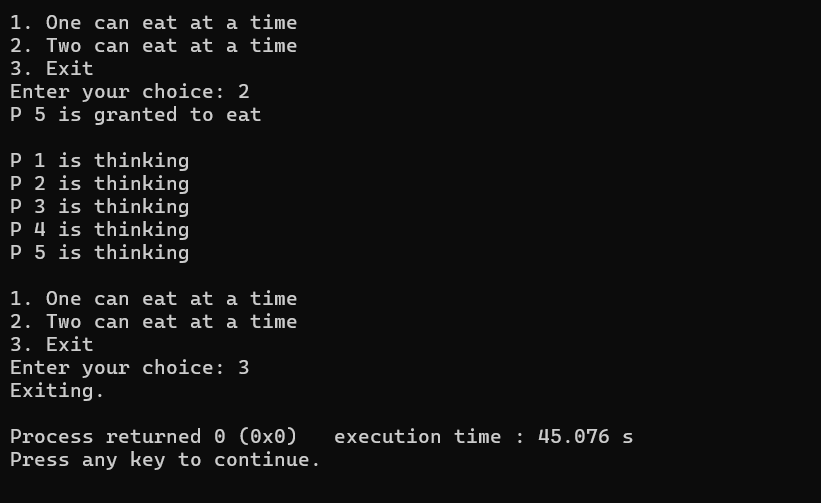 1. One can eat at a time
2. Two can eat at a time
3. Exit
Enter your choice: 2
P 5 is granted to eat
P 1 is thinking
P 2 is thinking
P 3 is thinking
P 4 is thinking
P 5 is thinking
1. One can eat at a time
2. Two can eat at a time
3. Exit
Enter your choice: 3
Exiting.
Process returned 0 (0x0)   execution time : 45.076 s
Press any key to continue.